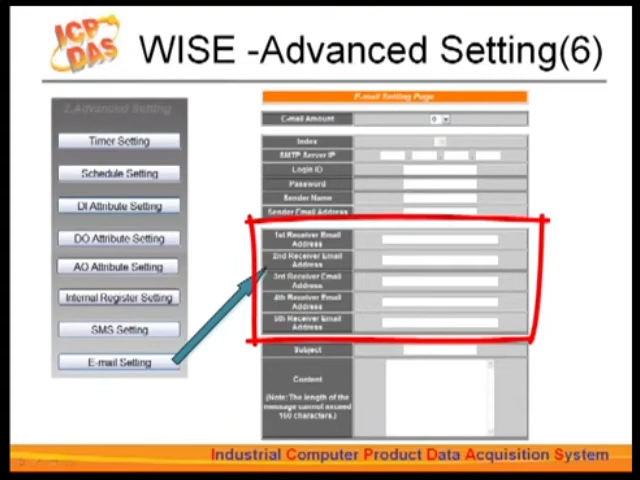 ICP
DAS
WISE -Advanced Setting(6)
2.Advanced Setting
Timer Setting
Schedule Setting
DI Attribute Setting
DO Attribute Setting
AO Attribute Setting
Internal Register Setting
SMS Setting
E-mail Setting
E-mail Setting Page
E-mail Amount
0
Index
SMTP Server IP
Login ID
Password
Sender Name
Sender Email Address
1st Receiver Email
Address
2nd Receiver Email
Address
3rd Receiver Email
Address
4th Receiver Email
Address
5th Receiver Email
Address
Subject
Content
(Note: The length of the
message cannot exceed
160 characters.)
Industrial Computer Product Data Acquisition System